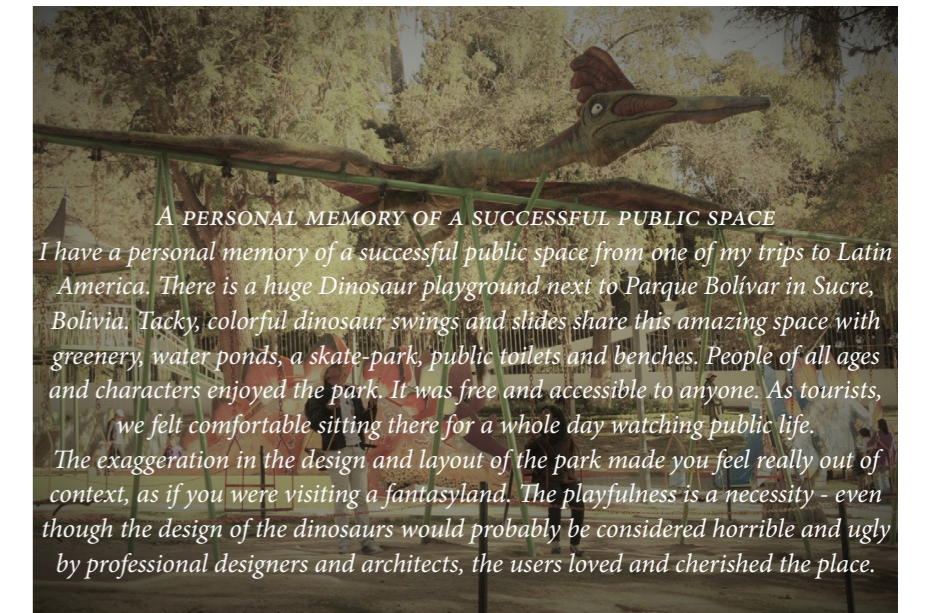 A PERSONAL MEMORY OF A SUCCESSFUL PUBLIC SPACE
I have a personal memory of a successful public space from one of my trips to Latin
America. There is a huge Dinosaur playground next to Parque Bolívar in Sucre,
Bolivia. Tacky, colorful dinosaur swings and slides share this amazing space with
greenery, water ponds, a skate-park, public toilets and benches. People of all ages
and characters enjoyed the park. It was free and accessible to anyone. As tourists,
we felt comfortable sitting there for a whole day watching public life.
The exaggeration in the design and layout of the park made you feel really out of
context, as if you were visiting a fantasyland. The playfulness is a necessity - even
though the design of the dinosaurs would probably be considered horrible and ugly
by professional designers and architects, the users loved and cherished the place.